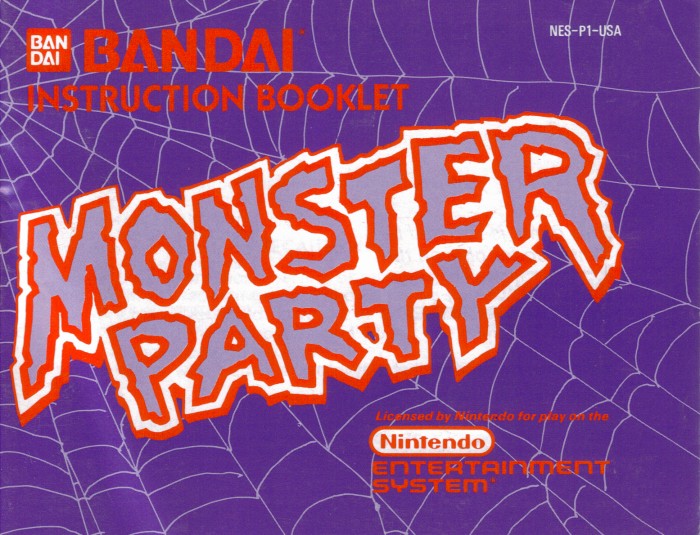 NES-P1-USA
BAN
DAI
BANDAI
INSTRUCTION BOOKLET
MONSTER
PARTY
Licensed by Nintendo for play on the
Nintendo
ENTERTAINMENT
SYSTEM